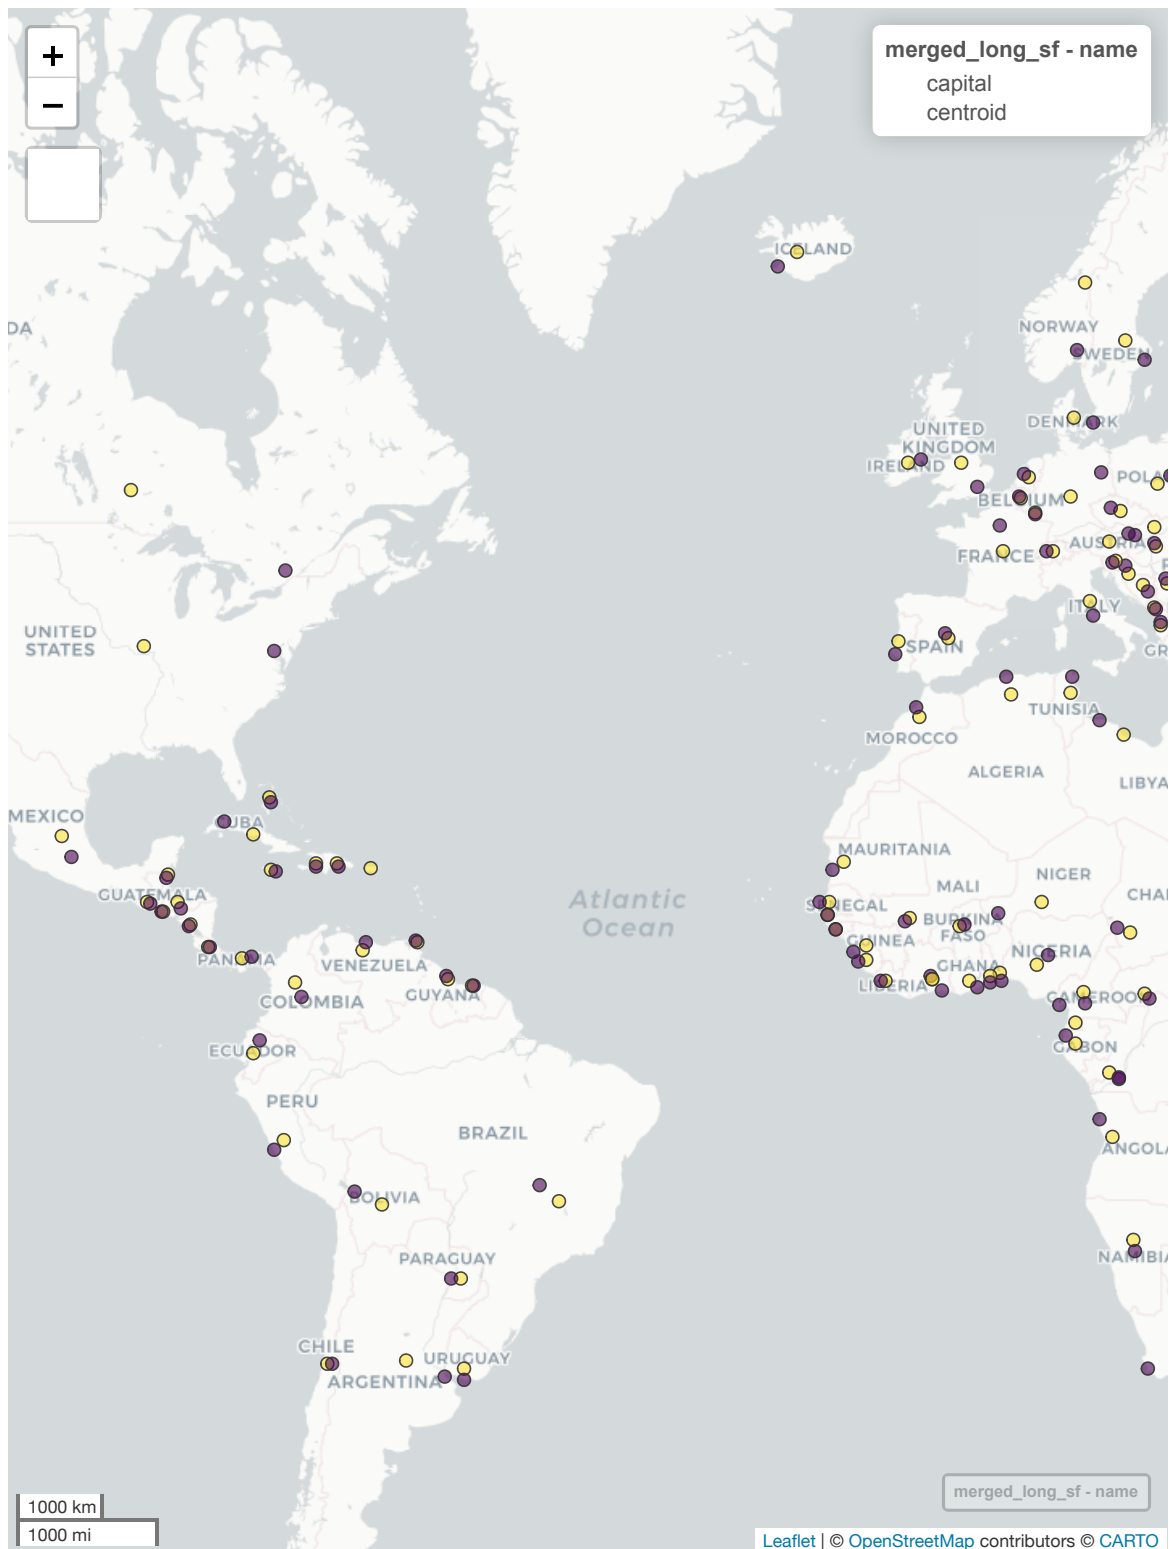 +
merged_long_sf - name
capital
−
centroid
ICELAND
DA
NORWAY
SWEDEN
DENMARK
UNITED
KINGDOM
IRELAND
POLA
BELGIUM
AUSTRIA
FRANCE
ITALY
UNITED
STATES
SPAIN
GR
TUNISIA
MOROCCO
ALGERIA
LIBYA
MEXICO
CUBA
MAURITANIA
NIGER
MALI
CHA
GUATEMALA
Atlantic
Ocean
SENEGAL
BURKINA
FASO
GUINEA
NIGERIA
PANAMA
VENEZUELA
GHANA
LIBERIA
GUYANA
CAMEROON
COLOMBIA
ECUADOR
GABON
PERU
BRAZIL
ANGOLA
BOLIVIA
PARAGUAY
NAMIBIA
CHILE
URUGUAY
ARGENTINA
merged_long_sf - name
1000 km
1000 mi
Leaflet | © OpenStreetMap contributors © CARTO